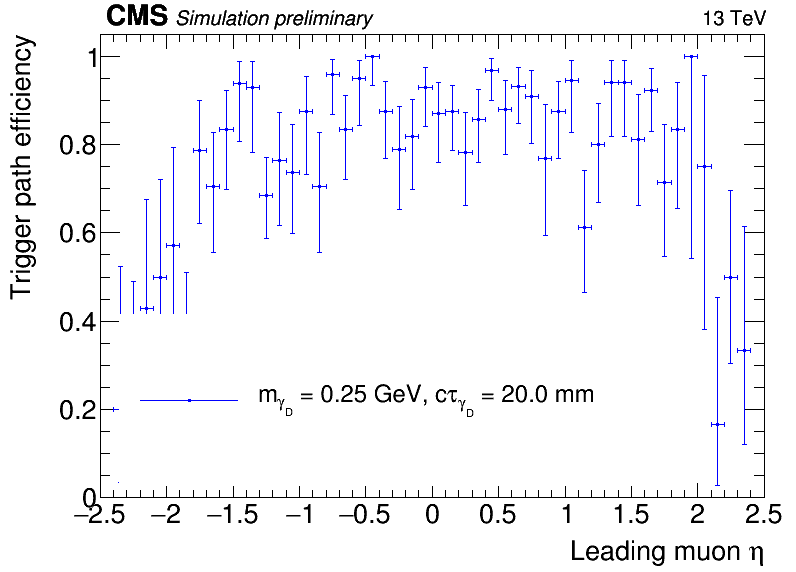 CMS Simulation preliminary 13 TeV
Trigger path efficiency
1
0.8
0.6
0.4
0.2
0
m_γ_D = 0.25 GeV, cτ_γ_D = 20.0 mm
−2.5 −2 −1.5 −1 −0.5 0 0.5 1 1.5 2 2.5
Leading muon η